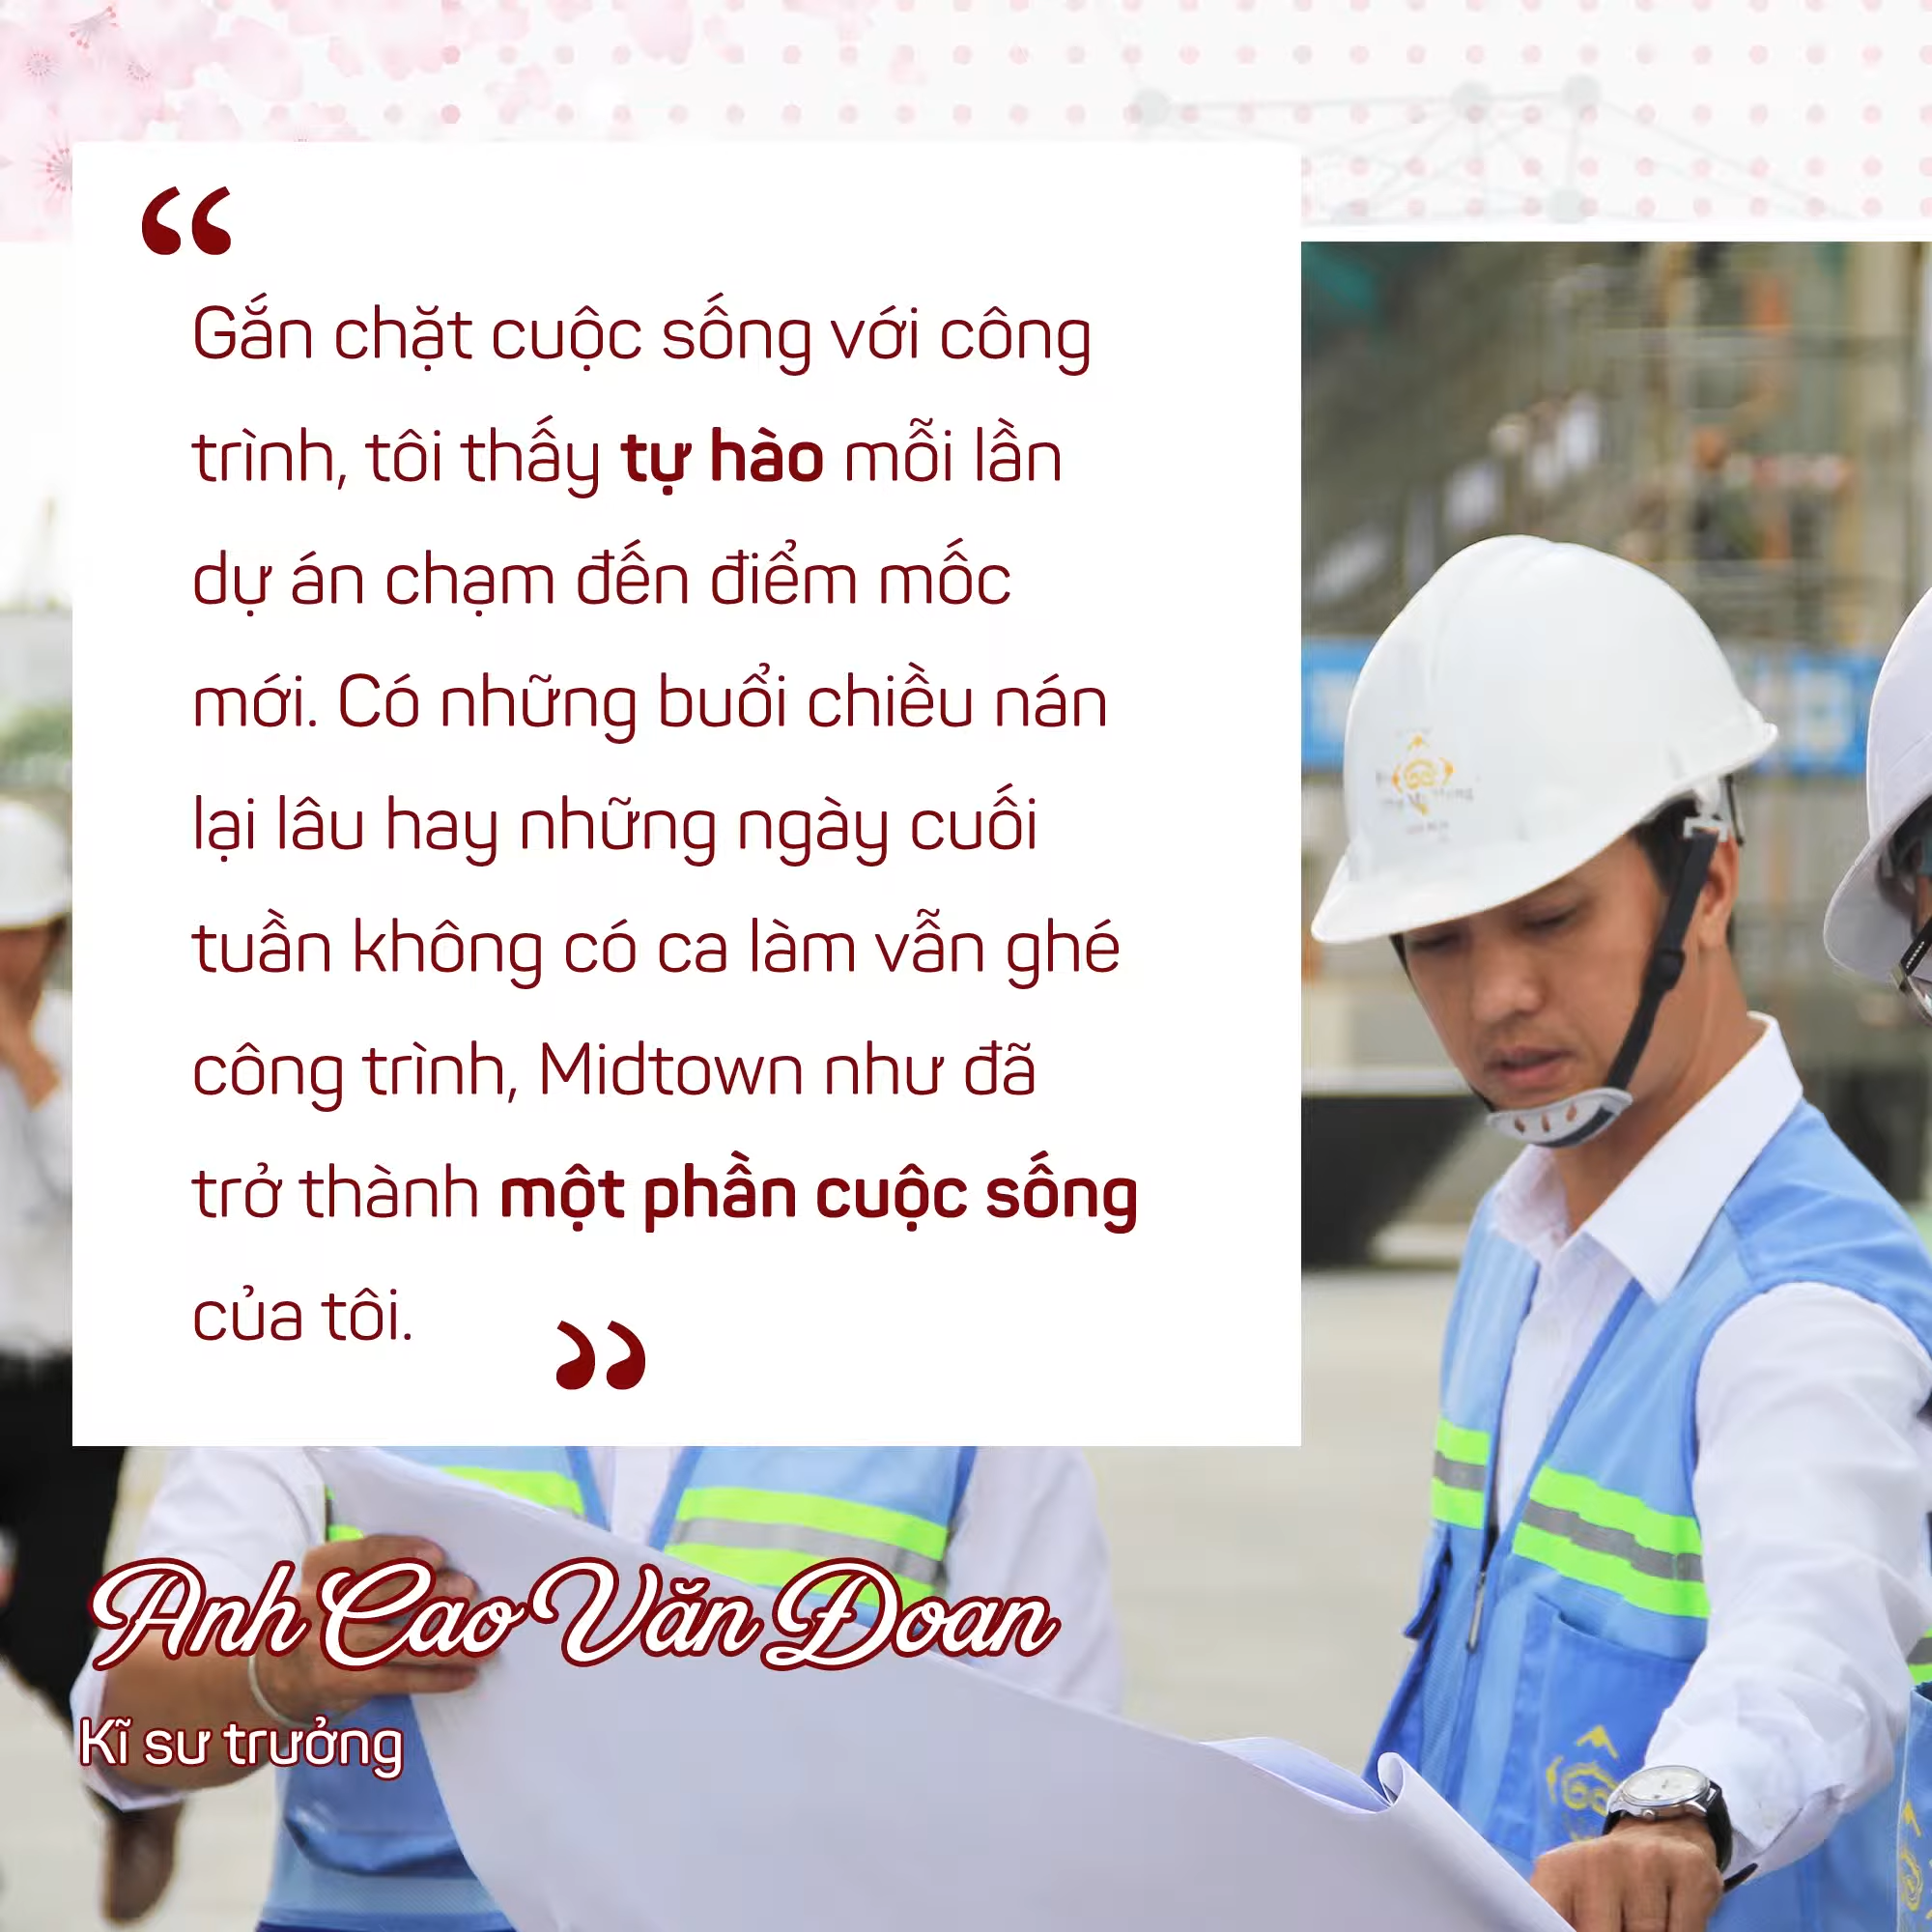 “
Gắn chặt cuộc sống với công
trình, tôi thấy tự hào mỗi lần
dự án chạm đến điểm mốc
mới. Có những buổi chiều nán
lại lâu hay những ngày cuối
tuần không có ca làm vẫn ghé
công trình, Midtown như đã
trở thành một phần cuộc sống
của tôi. ”
Anh Cao Văn Đoan
Kĩ sư trưởng